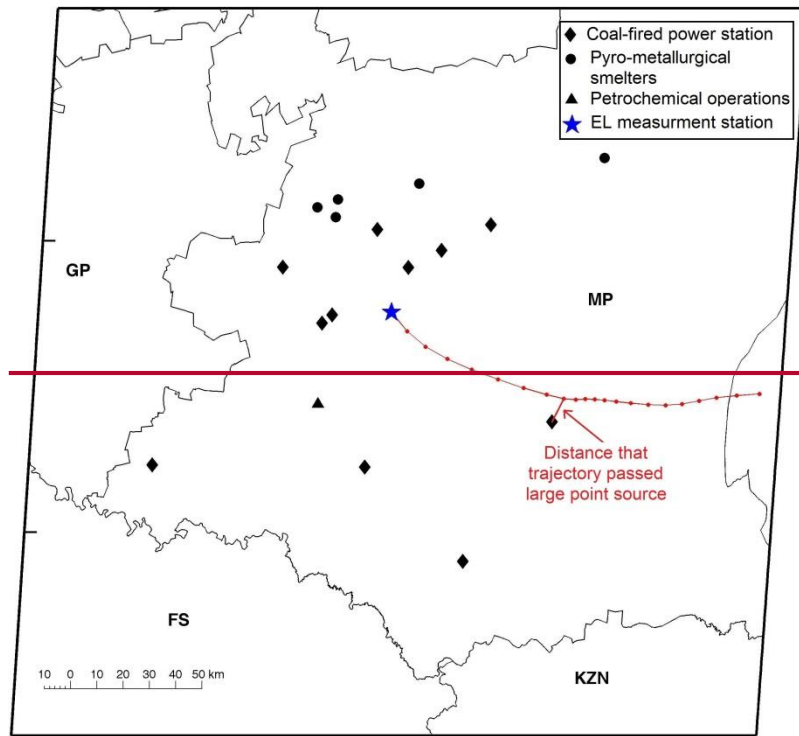 Coal-fired power station
Pyro-metallurgical
smelters
Petrochemical operations
EL measurment station
GP
MP
Distance that
trajectory passed
large point source
FS
KZN
10 0 10 20 30 40 50 km